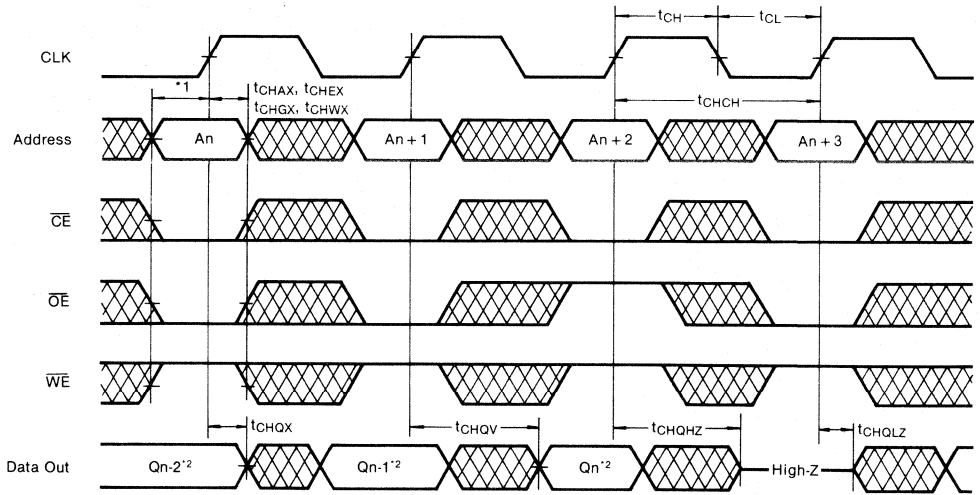 tCH tCL
CLK
*1 tCHAX, tCHEX
tCHGX, tCHWX
tCHCH
Address An An + 1 An + 2 An + 3
CE
OE
WE
tCHQX tCHQV tCHQHZ tCHQLZ
Data Out Qn-2*2 Qn-1*2 Qn*2 High-Z